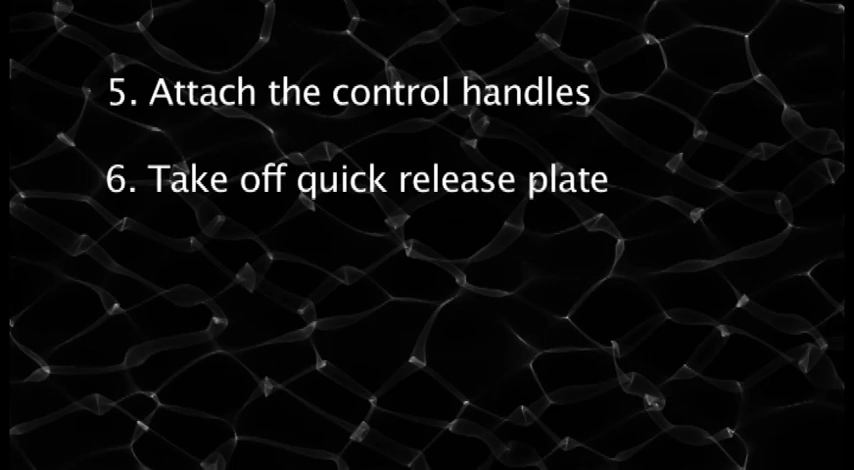 5. Attach the control handles
6. Take off quick release plate